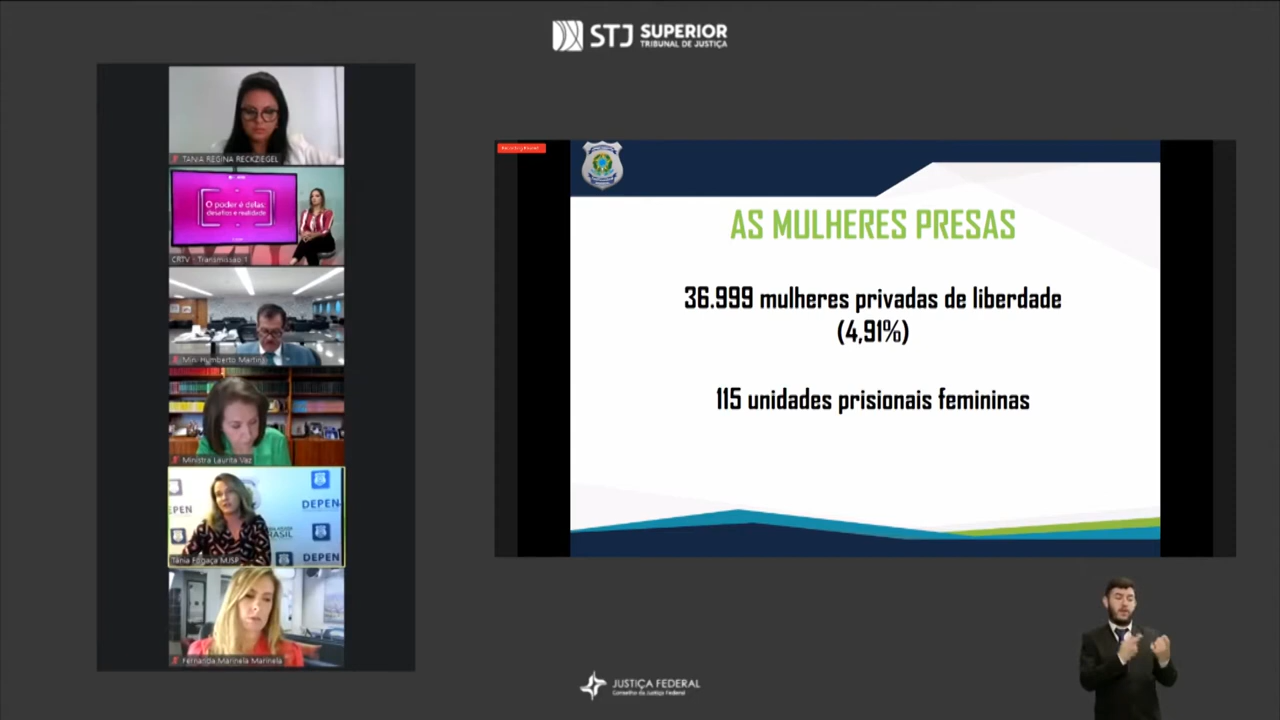 STJ SUPERIOR
TRIBUNAL DE JUSTIÇA
TANIA REGINA RECKZIEGEL
O poder é delas:
desafios e realidade
CRTV - Transmissão 1
Min. Humberto Martins
Ministra Laurita Vaz
DEPEN
PEN
DEPEN
Tânia Fogaça MJSP
Fernanda Marinela Marinela
AS MULHERES PRESAS
36.999 mulheres privadas de liberdade
(4,91%)
115 unidades prisionais femininas
JUSTIÇA FEDERAL
Conselho da Justiça Federal